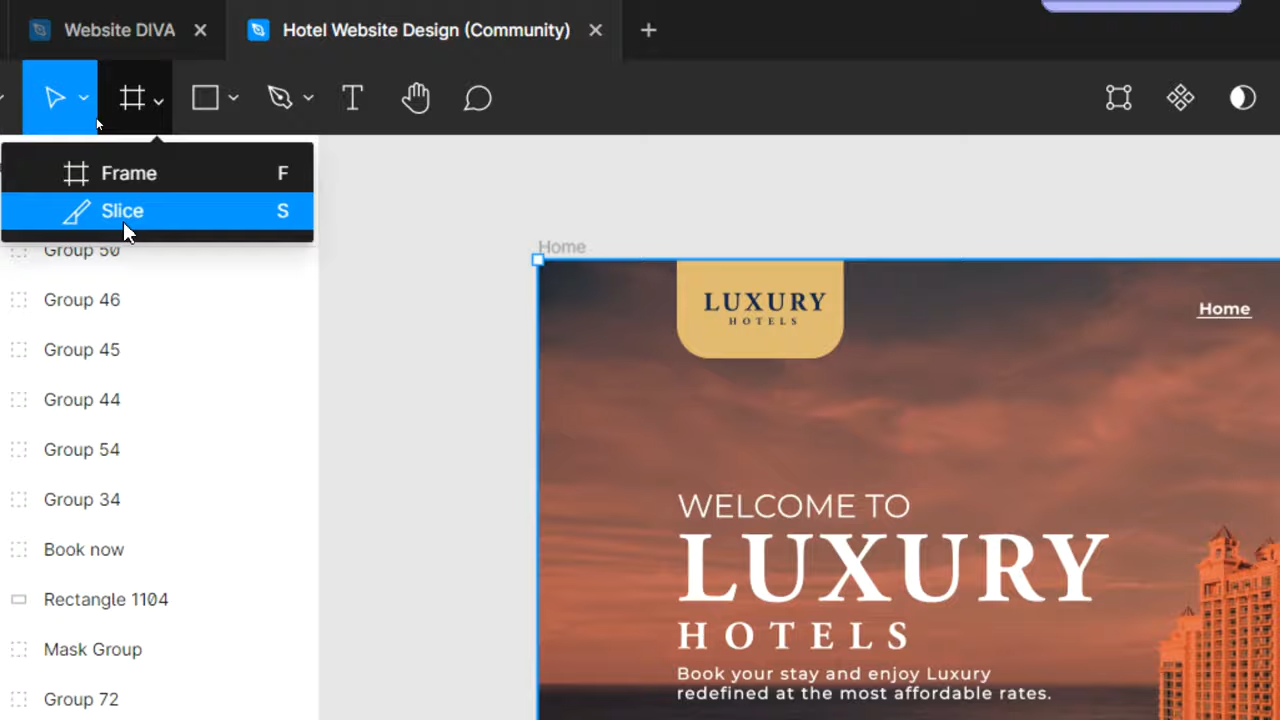 Website DIVA
Hotel Website Design (Community)
Frame F
Slice S
Group 50
Group 46
Group 45
Group 44
Group 54
Group 34
Book now
Rectangle 1104
Mask Group
Group 72
Home
LUXURY
HOTELS
Home
WELCOME TO
LUXURY
HOTELS
Book your stay and enjoy Luxury
redefined at the most affordable rates.